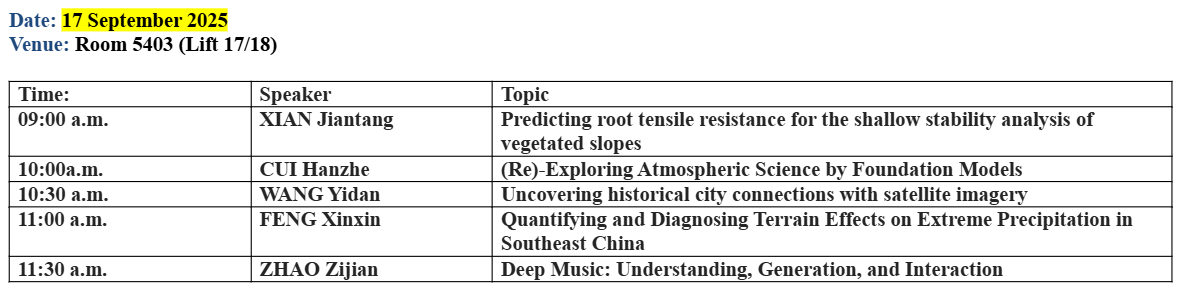 Date: 17 September 2025
Venue: Room 5403 (Lift 17/18)
Time: Speaker Topic
09:00 a.m. XIAN Jiantang Predicting root tensile resistance for the shallow stability analysis of
vegetated slopes
10:00a.m. CUI Hanzhe (Re)-Exploring Atmospheric Science by Foundation Models
10:30 a.m. WANG Yidan Uncovering historical city connections with satellite imagery
11:00 a.m. FENG Xinxin Quantifying and Diagnosing Terrain Effects on Extreme Precipitation in
Southeast China
11:30 a.m. ZHAO Zijian Deep Music: Understanding, Generation, and Interaction